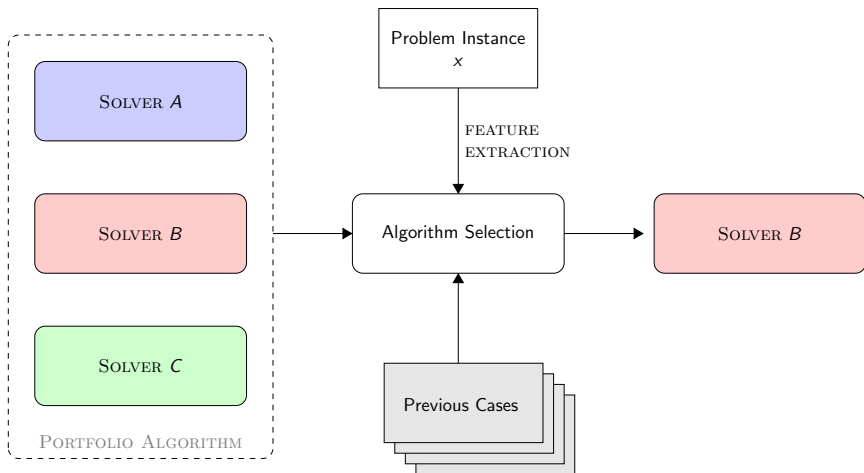 Problem Instance
x
SOLVER A
FEATURE
EXTRACTION
SOLVER B
Algorithm Selection
SOLVER B
SOLVER C
Previous Cases
PORTFOLIO ALGORITHM